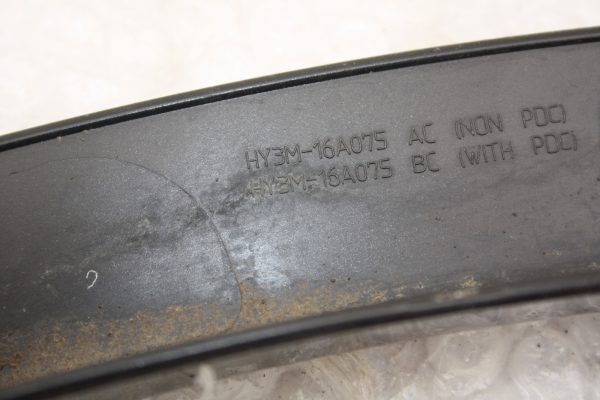 HY3M-16A075 AC (NON PDC)
HY3M-16A075 BC (WITH PDC)